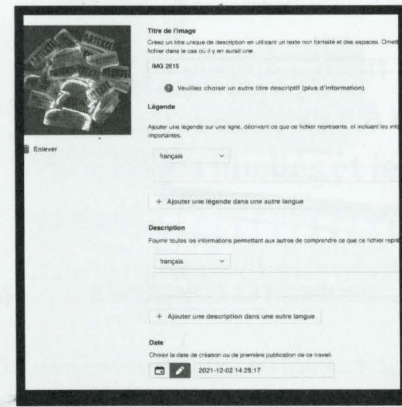 Titre de l'image
Créez un titre unique de description en utilisant un texte non formaté et des espaces. Omett
fichier dans le cas où il y en aurait une.
IMG 2615
Veuillez choisir un autre titre descriptif (plus d'information).
Légende
Ajouter une légende sur une ligne, décrivant ce que ce fichier représente, et incluant les info
importantes.
Enlever
français
+ Ajouter une légende dans une autre langue
Description
Fournir toutes les informations permettant aux autres de comprendre ce que ce fichier repré
français
+ Ajouter une description dans une autre langue
Date
Choisir la date de création ou de première publication de ce travail.
2021-12-02 14:25:17